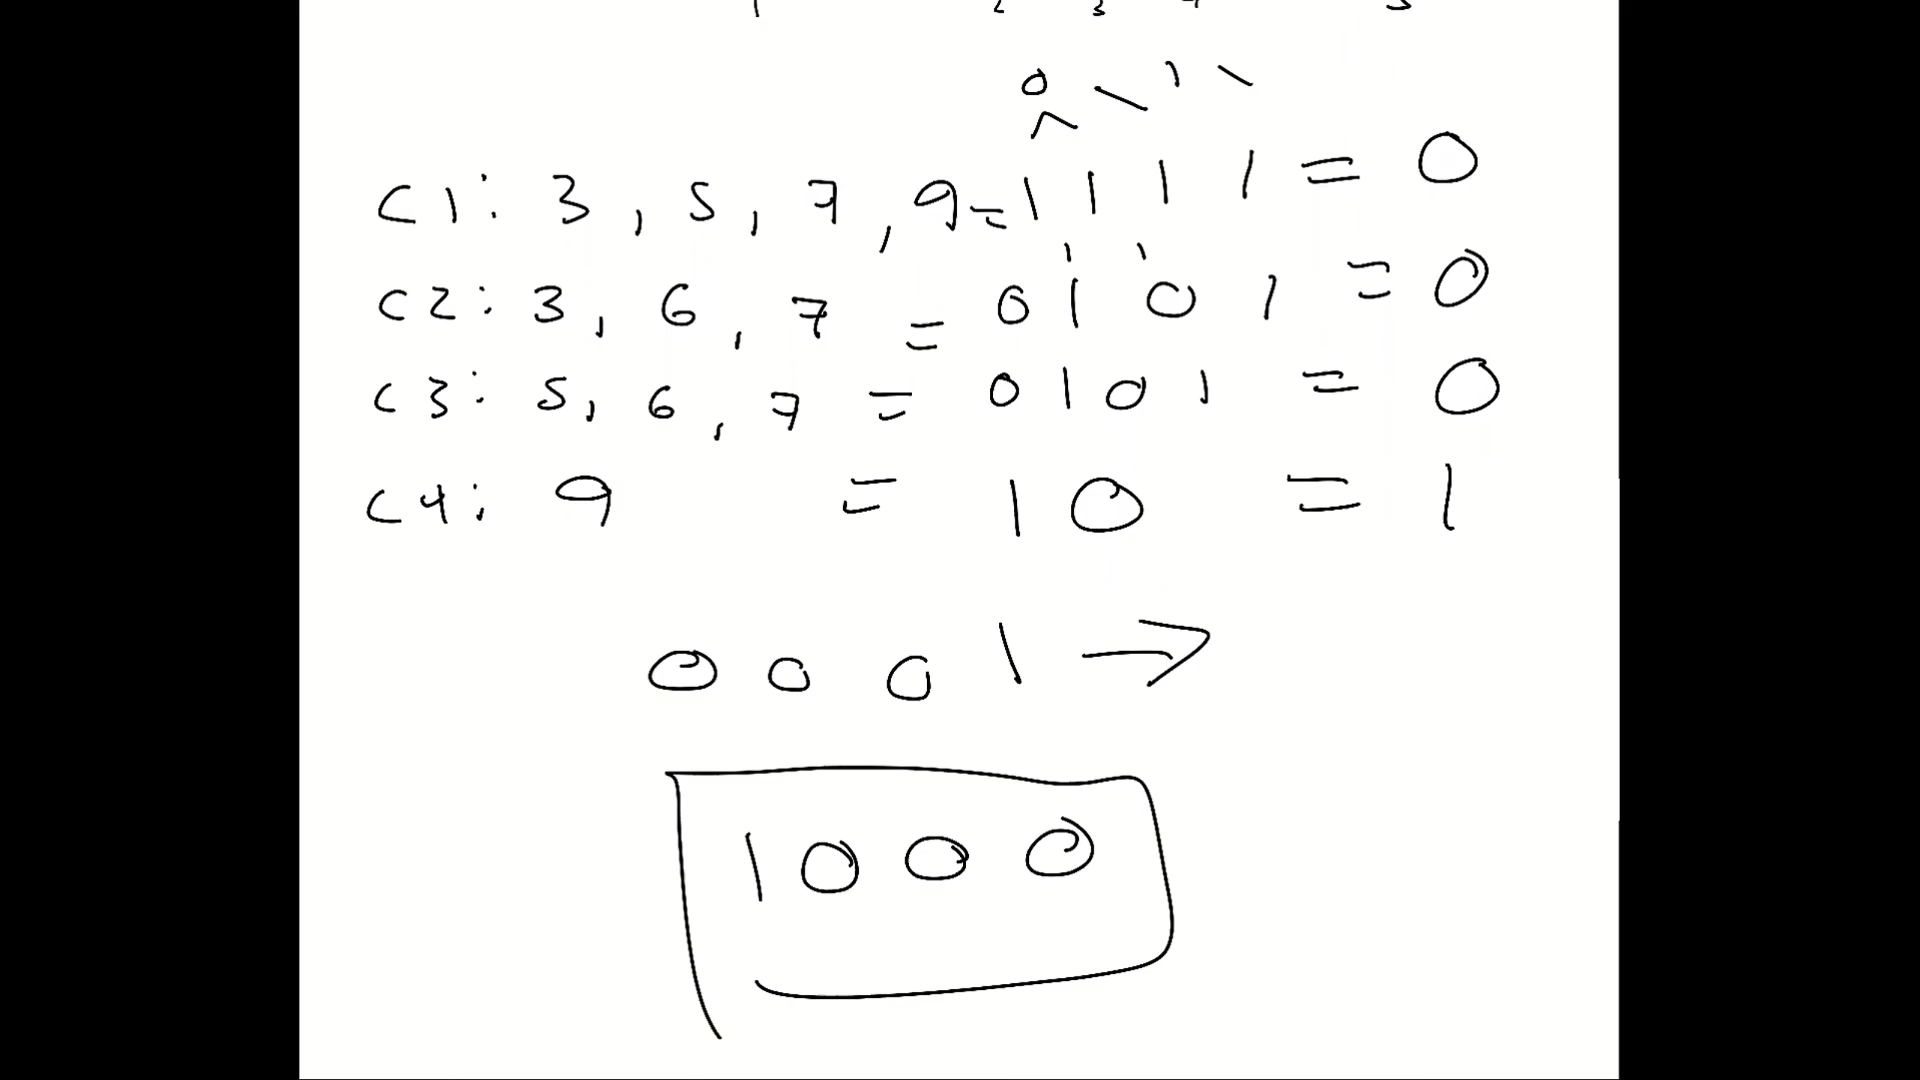 0 1
C1: 3, 5, 7, 9 = 1 1 1 1 = 0
1 1
C2: 3, 6, 7 = 0 1 0 1 = 0
C3: 5, 6, 7 = 0 1 0 1 = 0
C4: 9 = 1 0 = 1
0 0 0 1 →
1 0 0 0